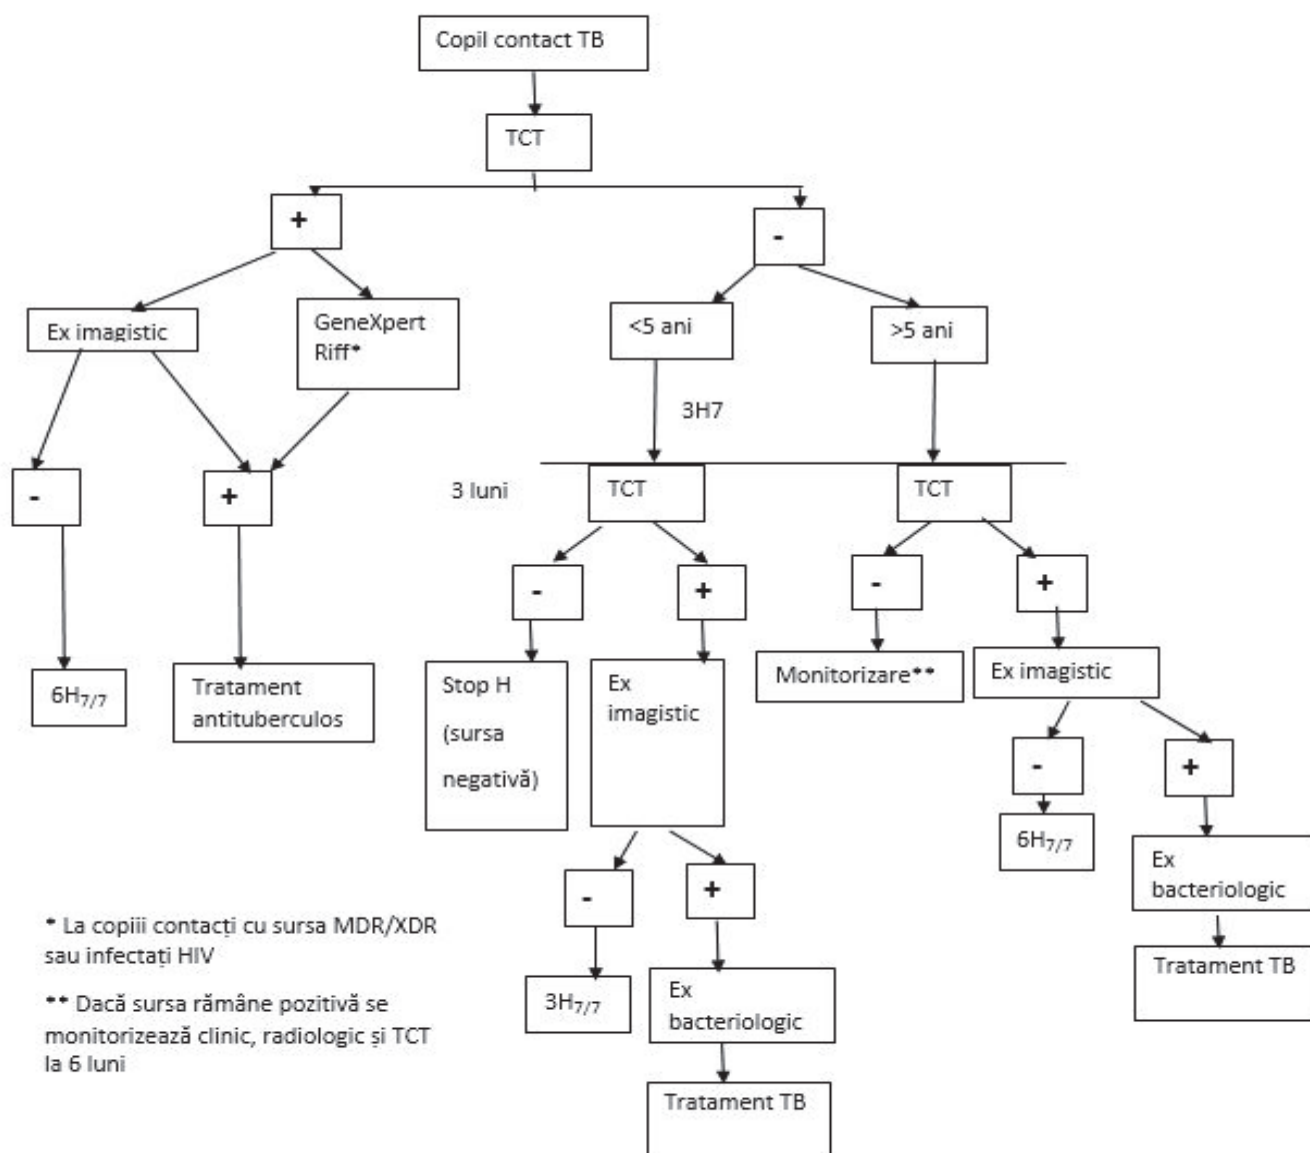 Copil contact TB
TCT
+
-
Ex imagistic
GeneXpert
Riff*
<5 ani
>5 ani
3H7
-
+
3 luni
TCT
TCT
-
+
-
+
6H7/7
Tratament
antituberculos
Stop H
(sursa
negativă)
Ex
imagistic
Monitorizare**
Ex imagistic
-
+
6H7/7
Ex
bacteriologic
Tratament TB
-
+
3H7/7
Ex
bacteriologic
Tratament TB
* La copiii contacți cu sursa MDR/XDR
sau infectați HIV
** Dacă sursa rămâne pozitivă se
monitorizează clinic, radiologic și TCT
la 6 luni